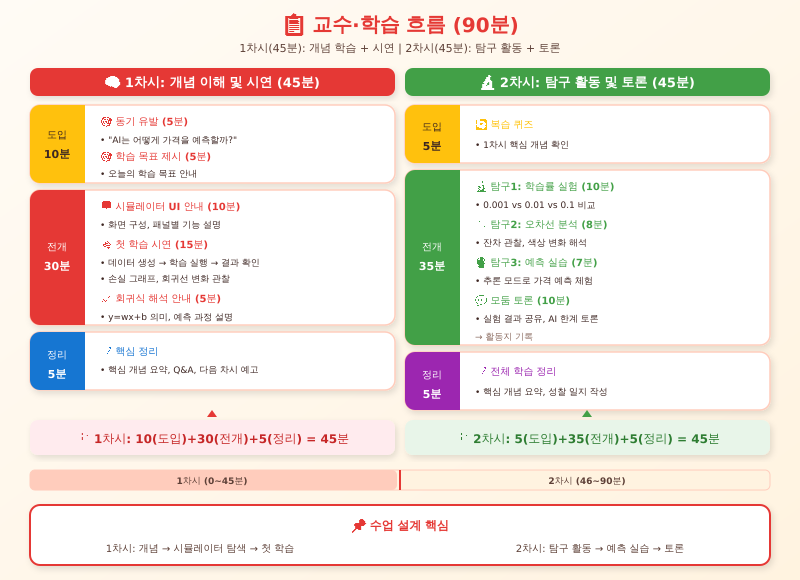 교수·학습 흐름 (90분)
1차시(45분): 개념 학습 + 시연 | 2차시(45분): 탐구 활동 + 토론
1차시: 개념 이해 및 시연 (45분)
도입
10분
동기 유발 (5분)
• "AI는 어떻게 가격을 예측할까?"
학습 목표 제시 (5분)
• 오늘의 학습 목표 안내
전개
30분
시뮬레이터 UI 안내 (10분)
• 화면 구성, 패널별 기능 설명
첫 학습 시연 (15분)
• 데이터 생성 → 학습 실행 → 결과 확인
• 손실 그래프, 회귀선 변화 관찰
회귀식 해석 안내 (5분)
• y=wx+b 의미, 예측 과정 설명
정리
5분
핵심 정리
• 핵심 개념 요약, Q&A, 다음 차시 예고
1차시: 10(도입)+30(전개)+5(정리) = 45분
2차시: 탐구 활동 및 토론 (45분)
도입
5분
복습 퀴즈
• 1차시 핵심 개념 확인
전개
35분
탐구1: 학습률 실험 (10분)
• 0.001 vs 0.01 vs 0.1 비교
탐구2: 오차선 분석 (8분)
• 잔차 관찰, 색상 변화 해석
탐구3: 예측 실습 (7분)
• 추론 모드로 가격 예측 체험
모둠 토론 (10분)
• 실험 결과 공유, AI 한계 토론
→ 활동지 기록
정리
5분
전체 학습 정리
• 핵심 개념 요약, 성찰 일지 작성
2차시: 5(도입)+35(전개)+5(정리) = 45분
1차시 (0~45분)
2차시 (46~90분)
수업 설계 핵심
1차시: 개념 → 시뮬레이터 탐색 → 첫 학습
2차시: 탐구 활동 → 예측 실습 → 토론